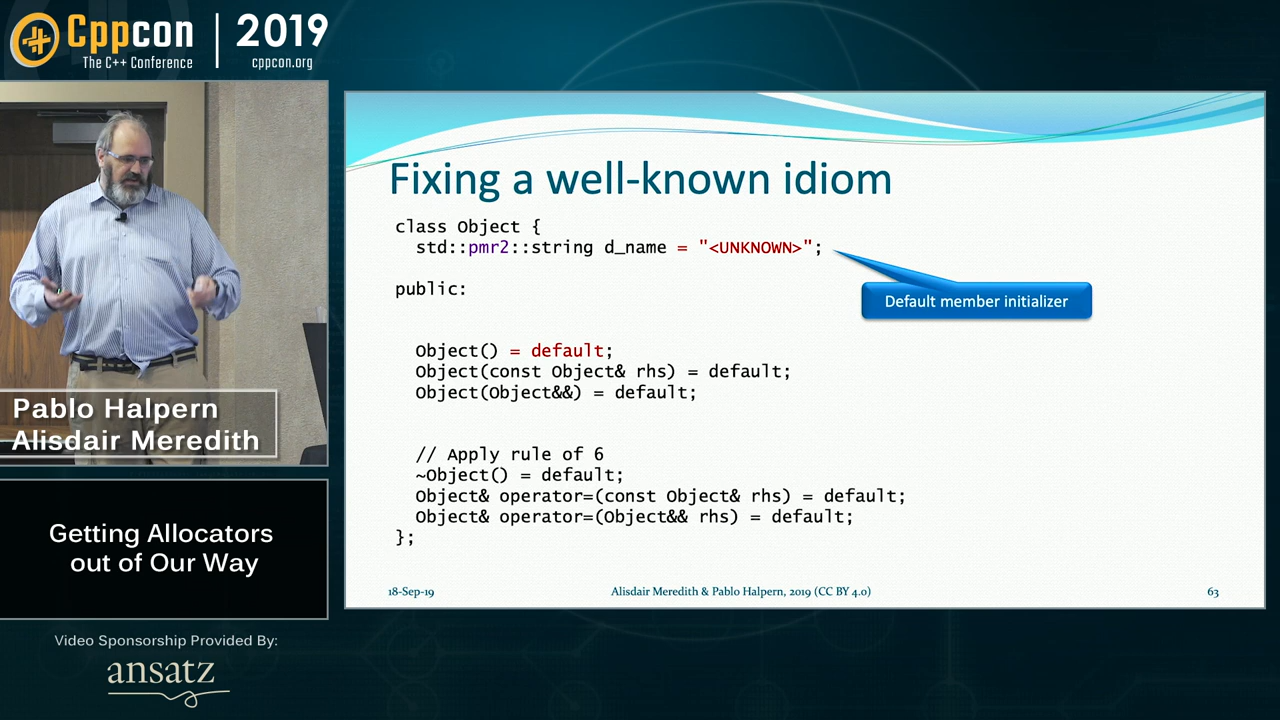 Cppcon
The C++ Conference
2019
cppcon.org
Fixing a well-known idiom
class Object {
std::pmr2::string d_name = "<UNKNOWN>";
Default member initializer
public:
Object() = default;
Object(const Object& rhs) = default;
Object(Object&&) = default;
// Apply rule of 6
~Object() = default;
Object& operator=(const Object& rhs) = default;
Object& operator=(Object&& rhs) = default;
};
18-Sep-19
Alisdair Meredith & Pablo Halpern, 2019 (CC BY 4.0)
63
Pablo Halpern
Alisdair Meredith
Getting Allocators
out of Our Way
Video Sponsorship Provided By:
ansatz